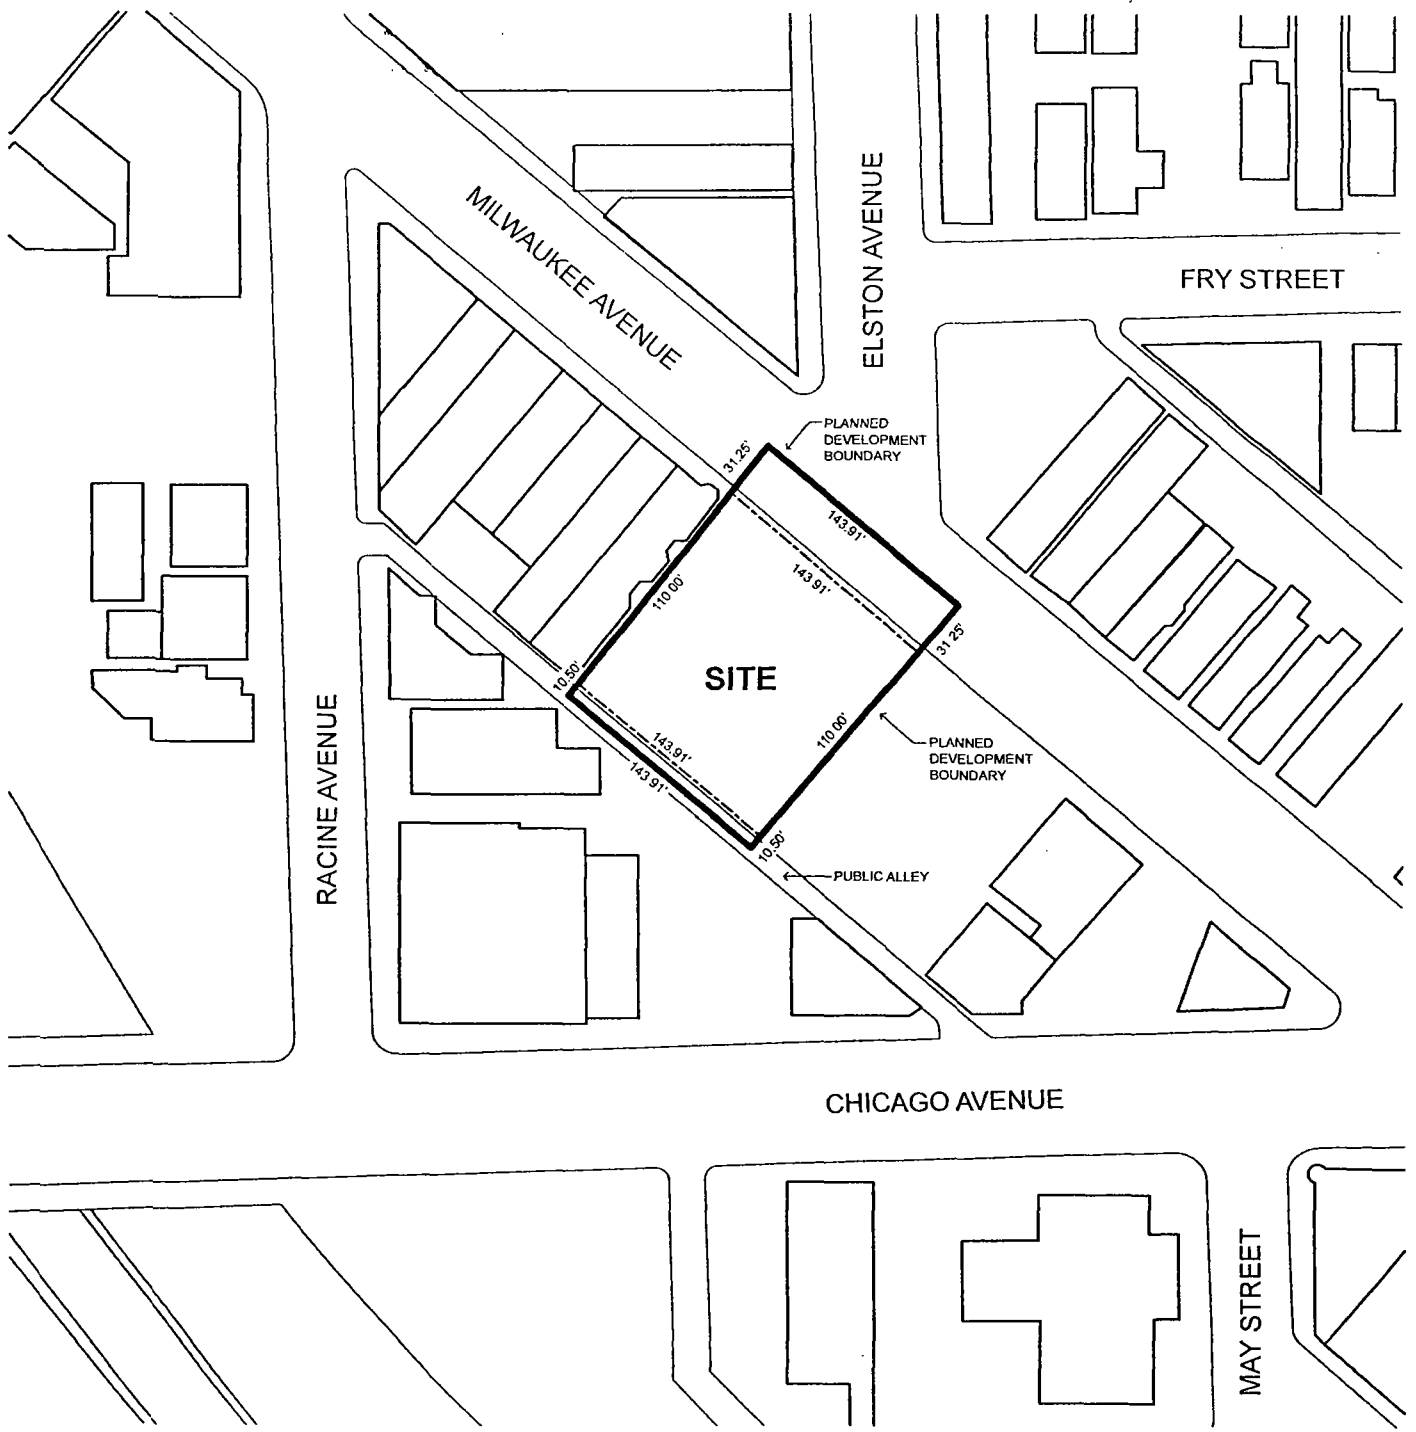 MILWAUKEE AVENUE
ELSTON AVENUE
FRY STREET
PLANNED
DEVELOPMENT
BOUNDARY
31.25'
143.91'
143 91'
110 00'
31 25'
SITE
10.50'
110 00'
PLANNED
DEVELOPMENT
BOUNDARY
143.91'
143 91'
RACINE AVENUE
10.50'
PUBLIC ALLEY
CHICAGO AVENUE
MAY STREET